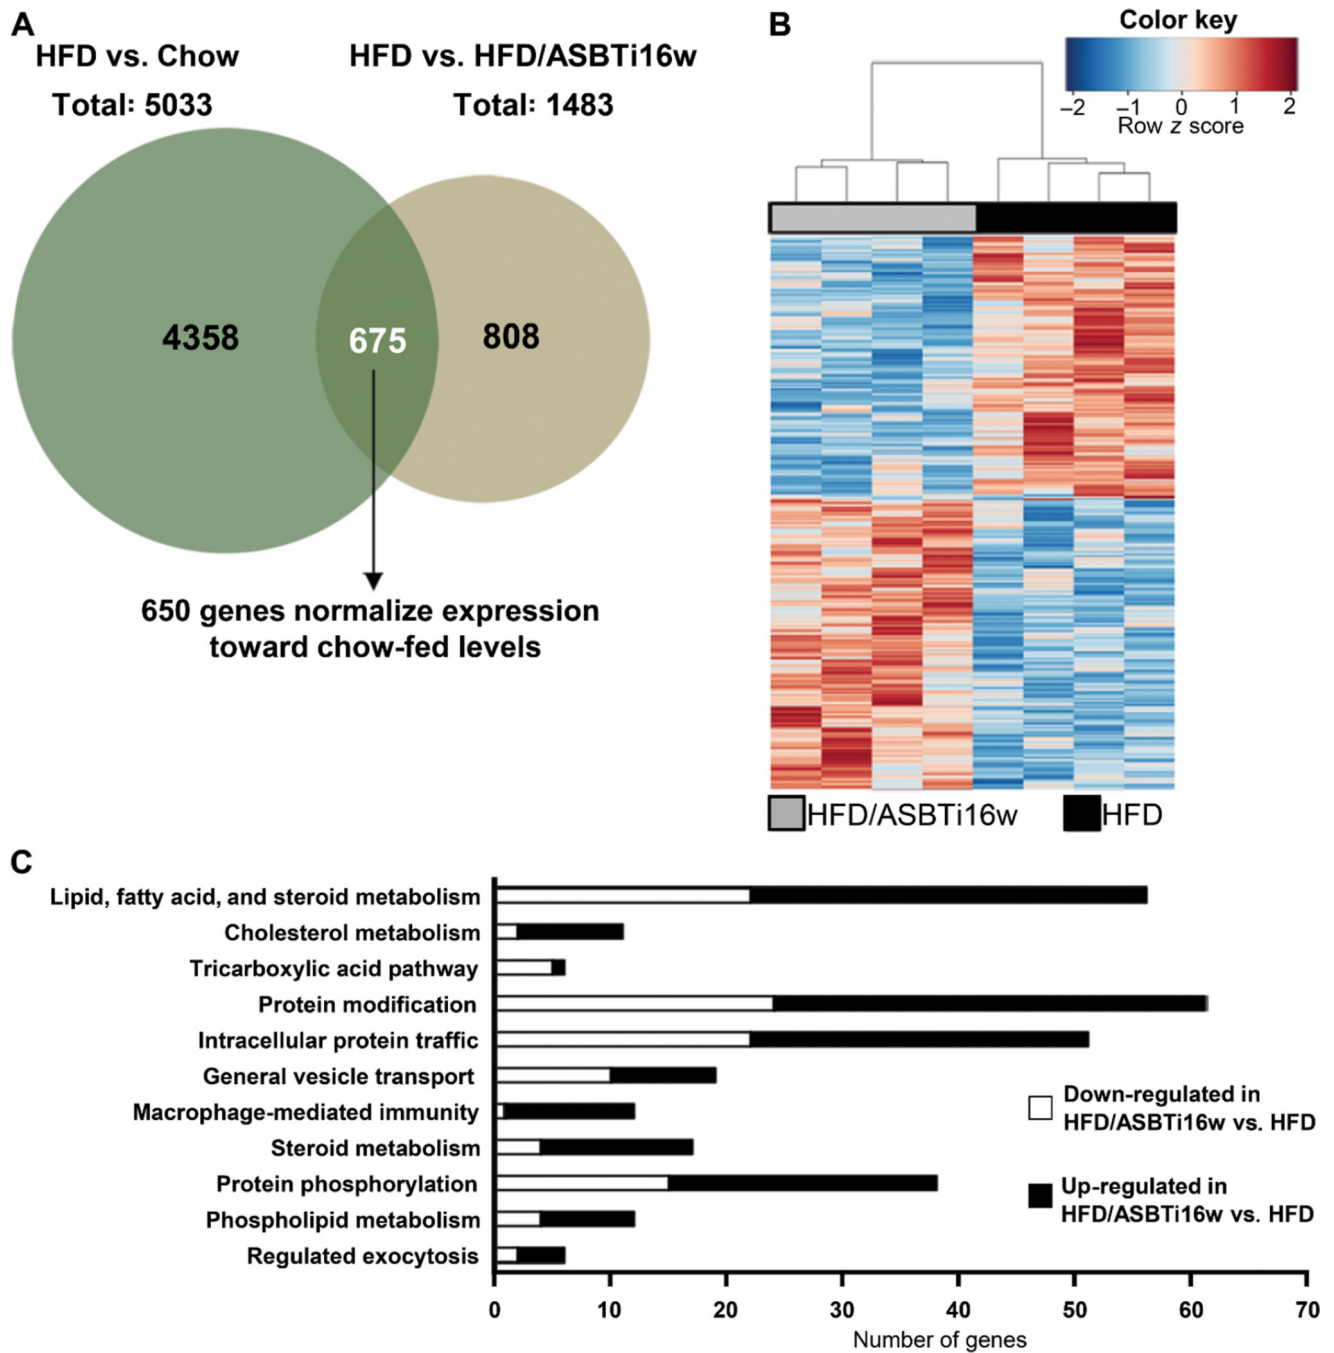 A
HFD vs. Chow
Total: 5033
HFD vs. HFD/ASBTi16w
Total: 1483
4358
675
808
650 genes normalize expression
toward chow-fed levels
B
Color key
−2 −1 0 1 2
Row z score
HFD/ASBTi16w
HFD
C
Lipid, fatty acid, and steroid metabolism
Cholesterol metabolism
Tricarboxylic acid pathway
Protein modification
Intracellular protein traffic
General vesicle transport
Macrophage-mediated immunity
Steroid metabolism
Protein phosphorylation
Phospholipid metabolism
Regulated exocytosis
Down-regulated in
HFD/ASBTi16w vs. HFD
Up-regulated in
HFD/ASBTi16w vs. HFD
0 10 20 30 40 50 60 70
Number of genes